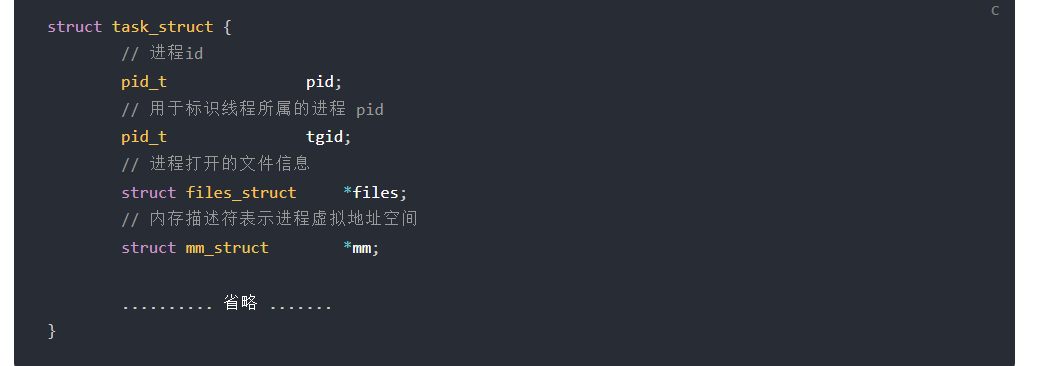 C
struct task_struct {
// 进程id
pid_t pid;
// 用于标识线程所属的进程 pid
pid_t tgid;
// 进程打开的文件信息
struct files_struct *files;
// 内存描述符表示进程虚拟地址空间
struct mm_struct *mm;
.......... 省略 .......
}